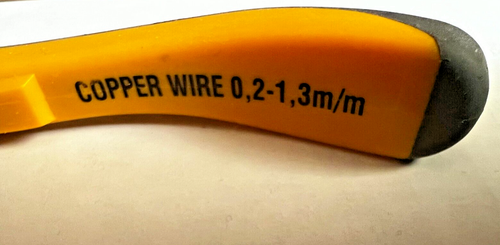 COPPER WIRE 0,2-1,3m/m